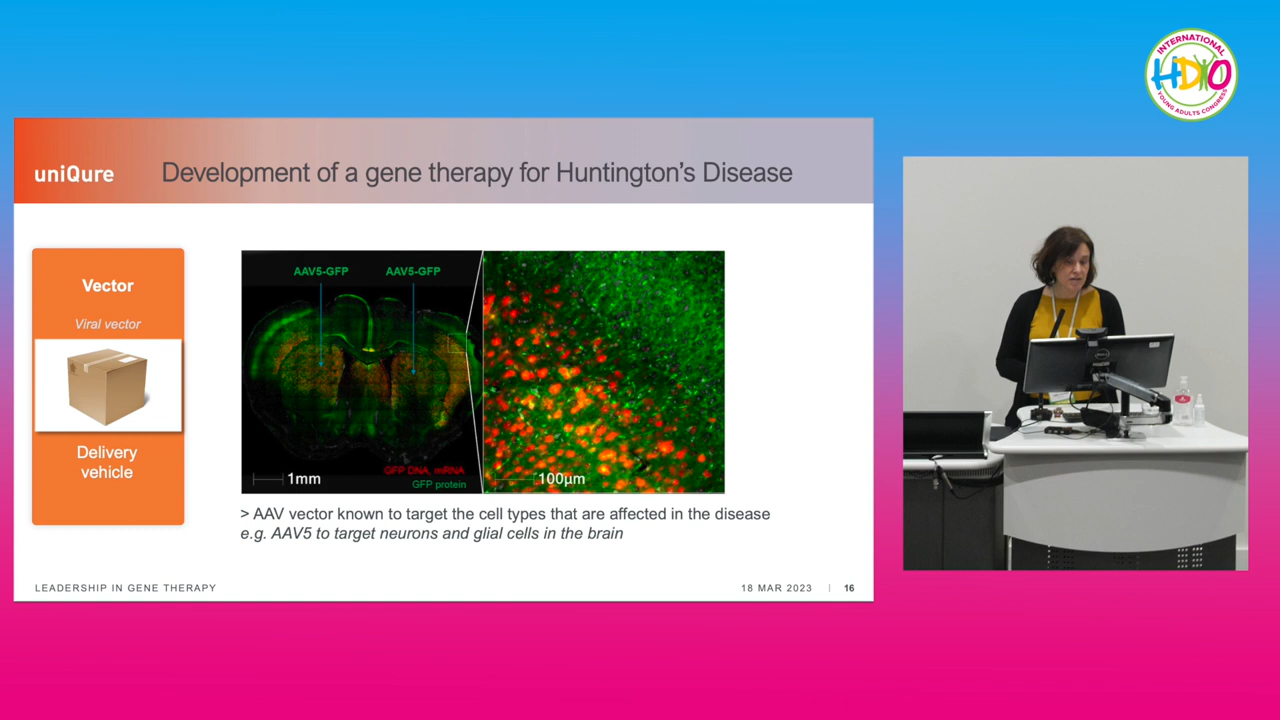 INTERNATIONAL
HDYO
YOUNG ADULTS CONGRESS
uniQure
Development of a gene therapy for Huntington's Disease
Vector
Viral vector
Delivery
vehicle
AAV5-GFP
AAV5-GFP
1mm
GFP DNA, mRNA
GFP protein
100µm
> AAV vector known to target the cell types that are affected in the disease
e.g. AAV5 to target neurons and glial cells in the brain
LEADERSHIP IN GENE THERAPY
18 MAR 2023 | 16